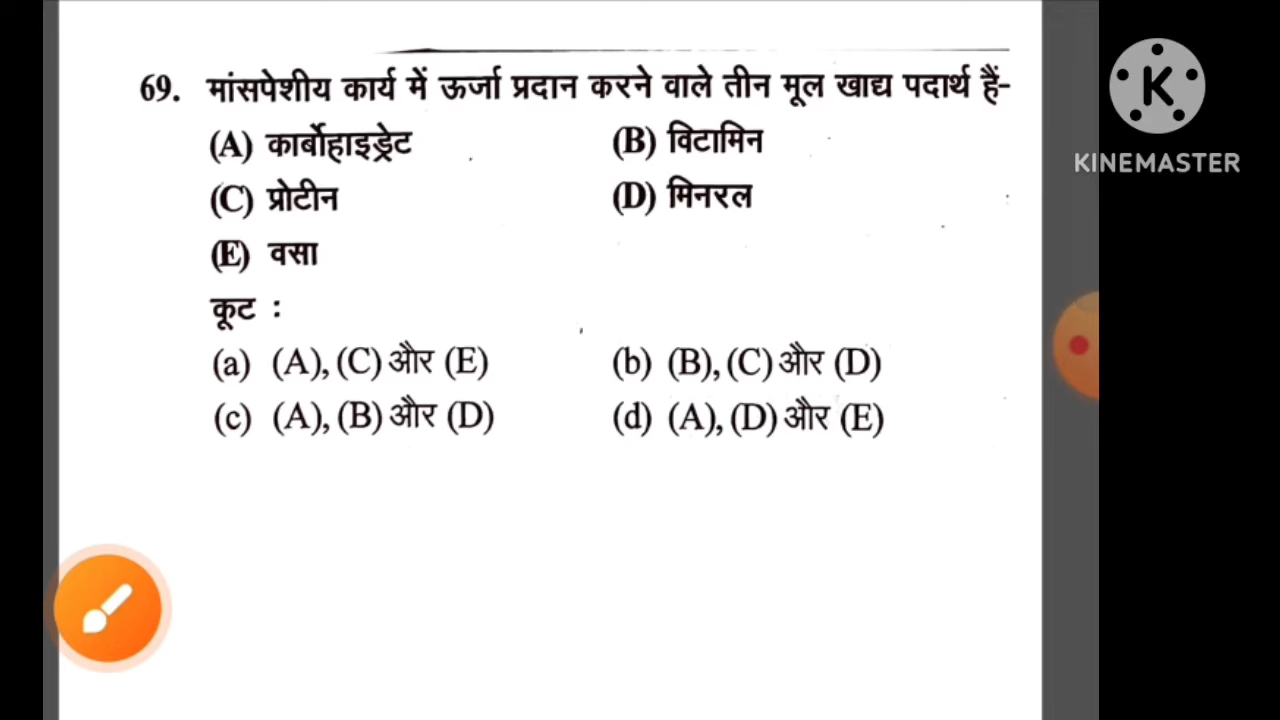 69. मांसपेशीय कार्य में ऊर्जा प्रदान करने वाले तीन मूल खाद्य पदार्थ हैं-
(A) कार्बोहाइड्रेट (B) विटामिन
(C) प्रोटीन (D) मिनरल
(E) वसा
कूट :
(a) (A), (C) और (E) (b) (B), (C) और (D)
(c) (A), (B) और (D) (d) (A), (D) और (E)
K
KINEMASTER